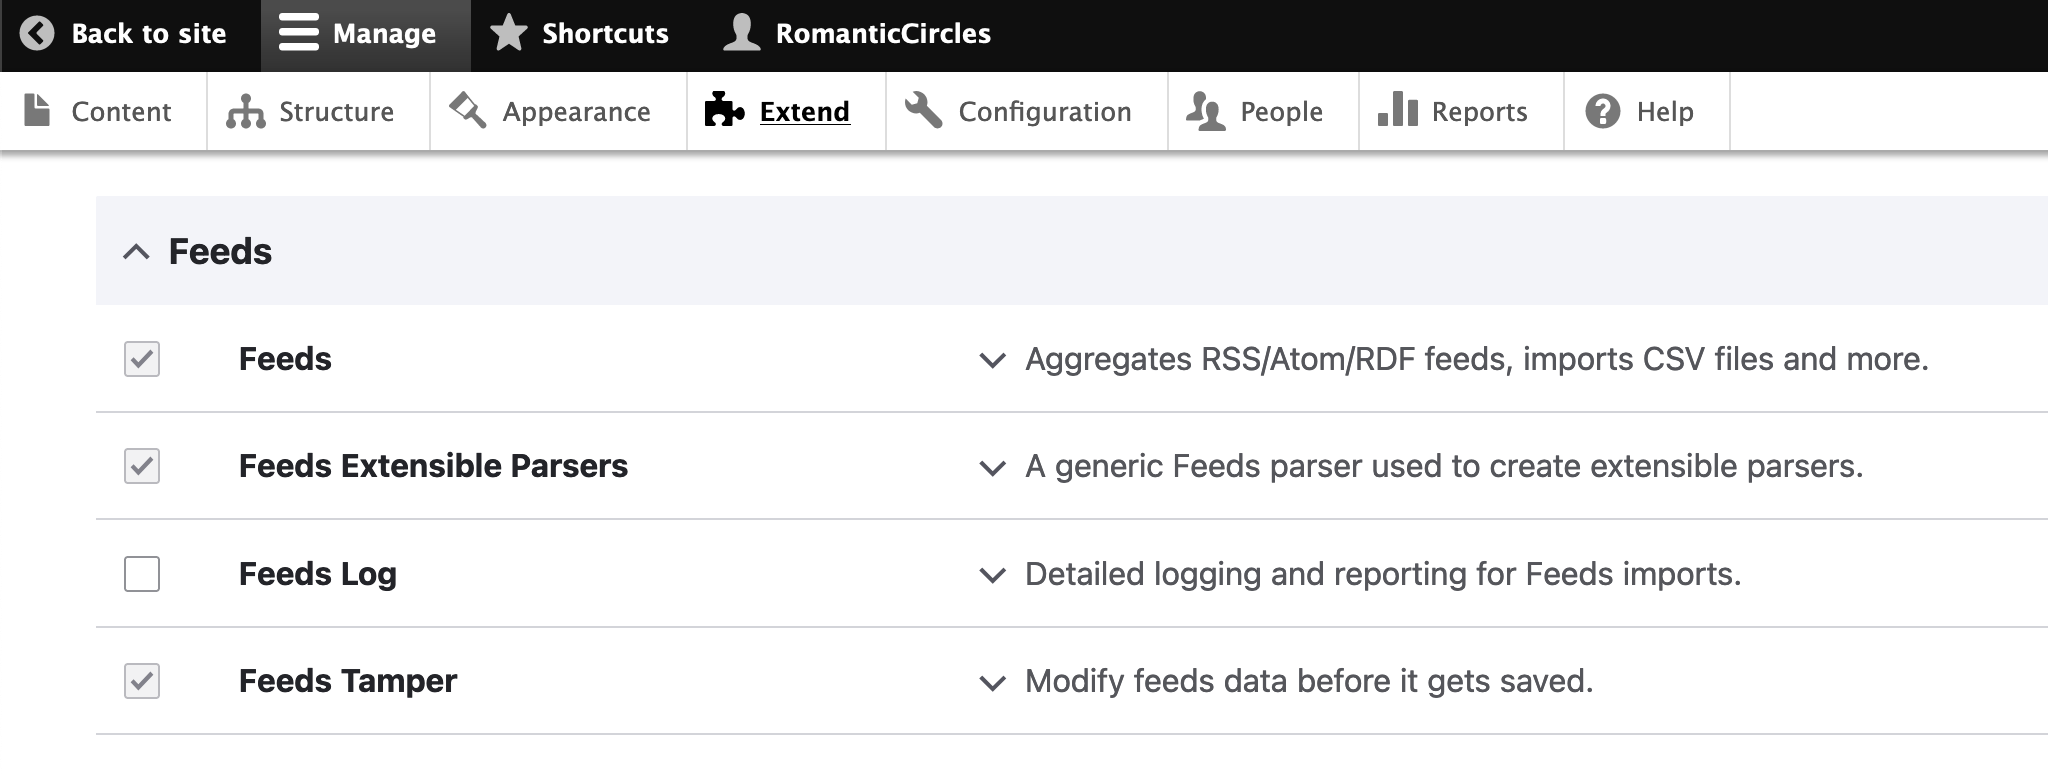 Back to site Manage Shortcuts RomanticCircles
Content Structure Appearance Extend Configuration People Reports Help
Feeds
Feeds Aggregates RSS/Atom/RDF feeds, imports CSV files and more.
Feeds Extensible Parsers A generic Feeds parser used to create extensible parsers.
Feeds Log Detailed logging and reporting for Feeds imports.
Feeds Tamper Modify feeds data before it gets saved.